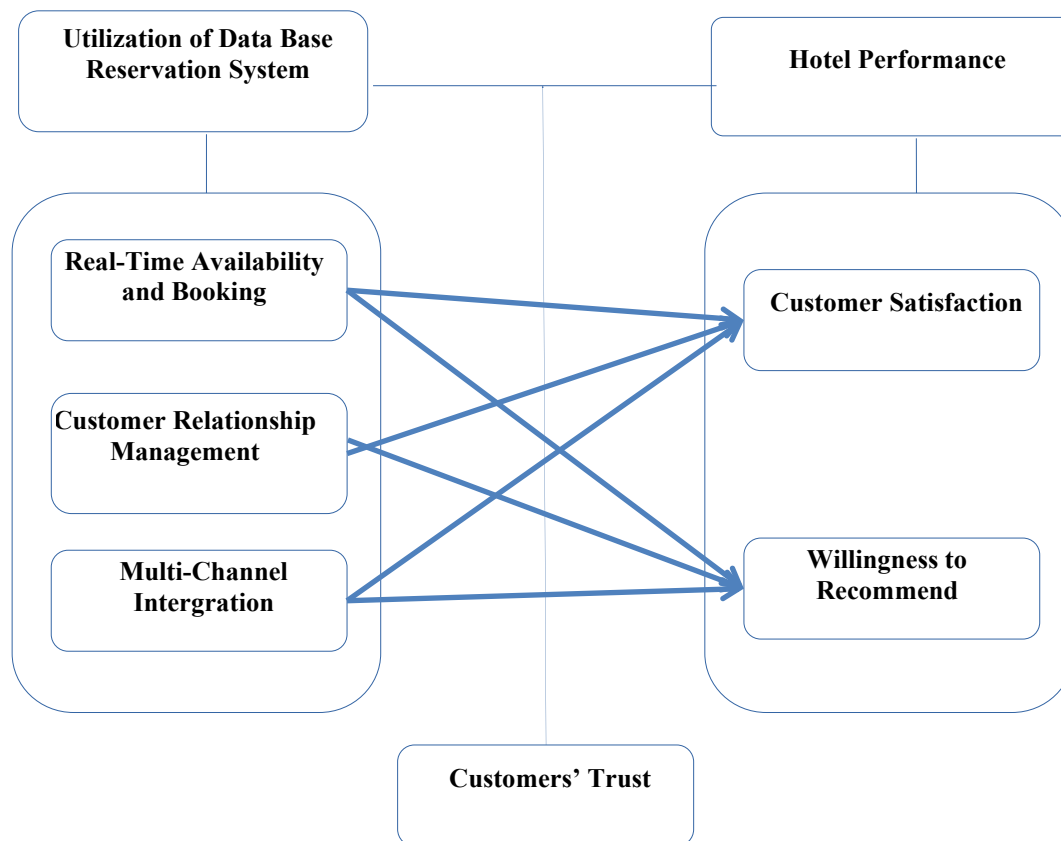 Utilization of Data Base
Reservation System
Hotel Performance
Real-Time Availability
and Booking
Customer Relationship
Management
Multi-Channel
Intergration
Customer Satisfaction
Willingness to
Recommend
Customers’ Trust